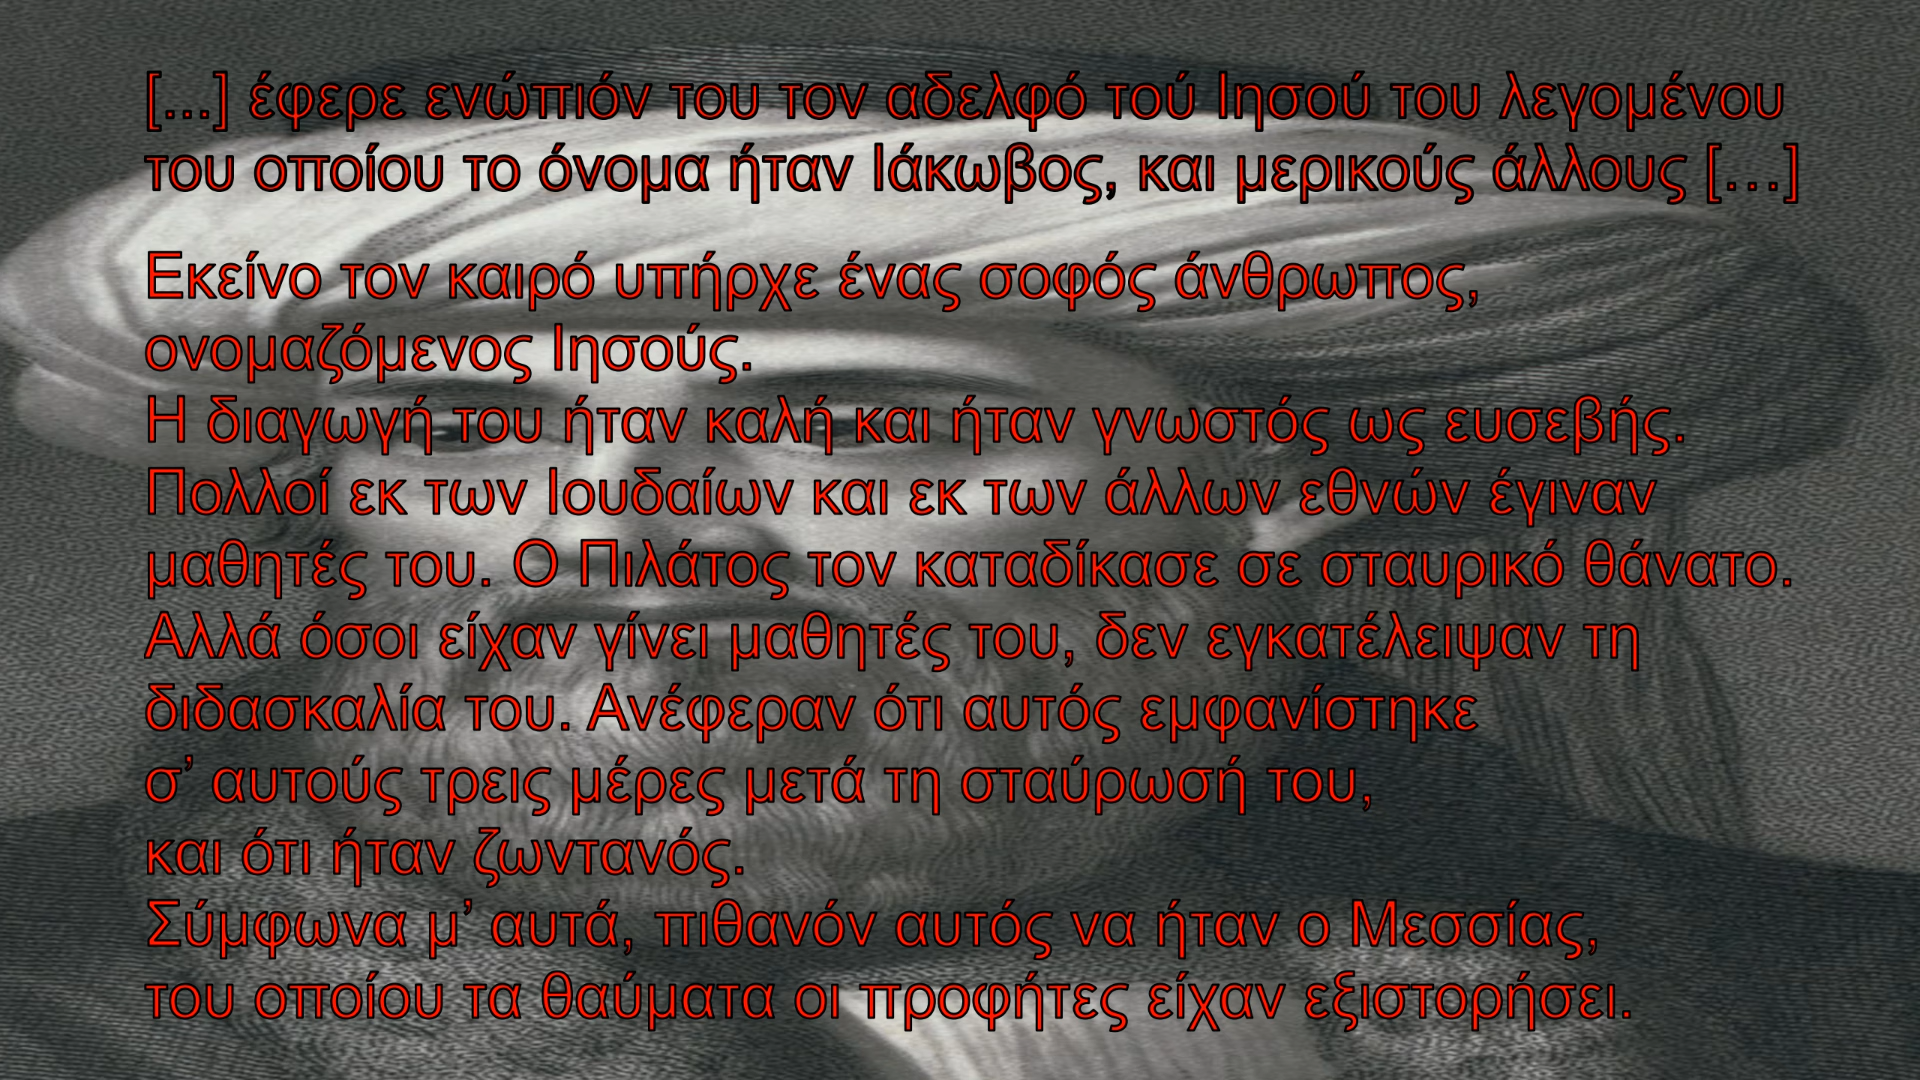 [...] έφερε ενώπιόν του τον αδελφό τού Ιησού του λεγομένου
του οποίου το όνομα ήταν Ιάκωβος, και μερικούς άλλους […]
Εκείνο τον καιρό υπήρχε ένας σοφός άνθρωπος,
ονομαζόμενος Ιησούς.
Η διαγωγή του ήταν καλή και ήταν γνωστός ως ευσεβής.
Πολλοί εκ των Ιουδαίων και εκ των άλλων εθνών έγιναν
μαθητές του. Ο Πιλάτος τον καταδίκασε σε σταυρικό θάνατο.
Αλλά όσοι είχαν γίνει μαθητές του, δεν εγκατέλειψαν τη
διδασκαλία του. Ανέφεραν ότι αυτός εμφανίστηκε
σ’ αυτούς τρεις μέρες μετά τη σταύρωσή του,
και ότι ήταν ζωντανός.
Σύμφωνα μ’ αυτά, πιθανόν αυτός να ήταν ο Μεσσίας,
του οποίου τα θαύματα οι προφήτες είχαν εξιστορήσει.